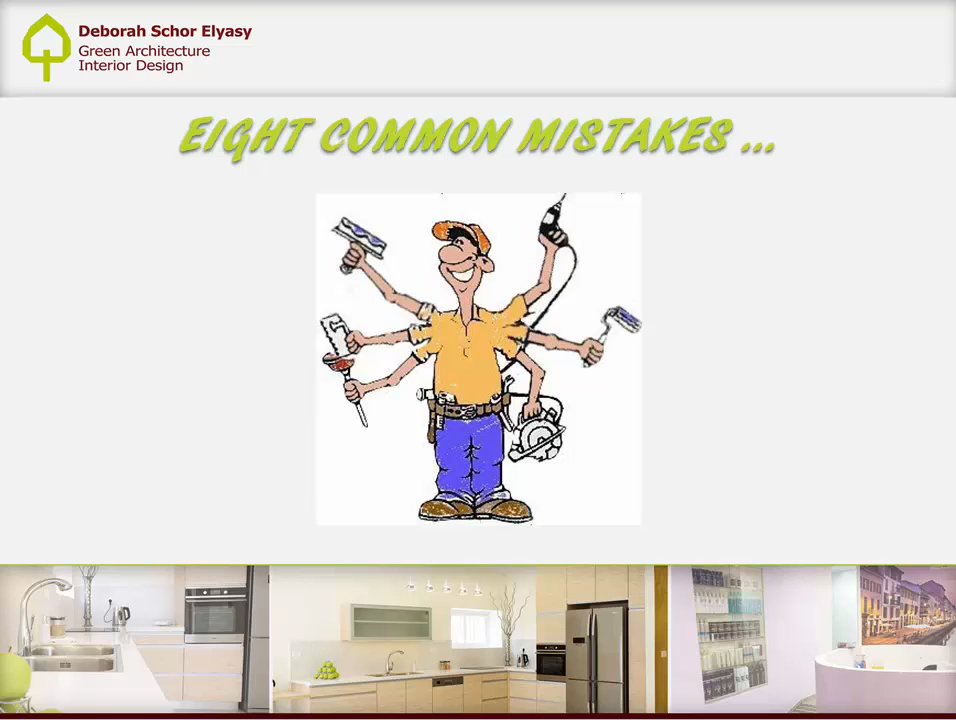 Deborah Schor Elyasy
Green Architecture
Interior Design
EIGHT COMMON MISTAKES ...